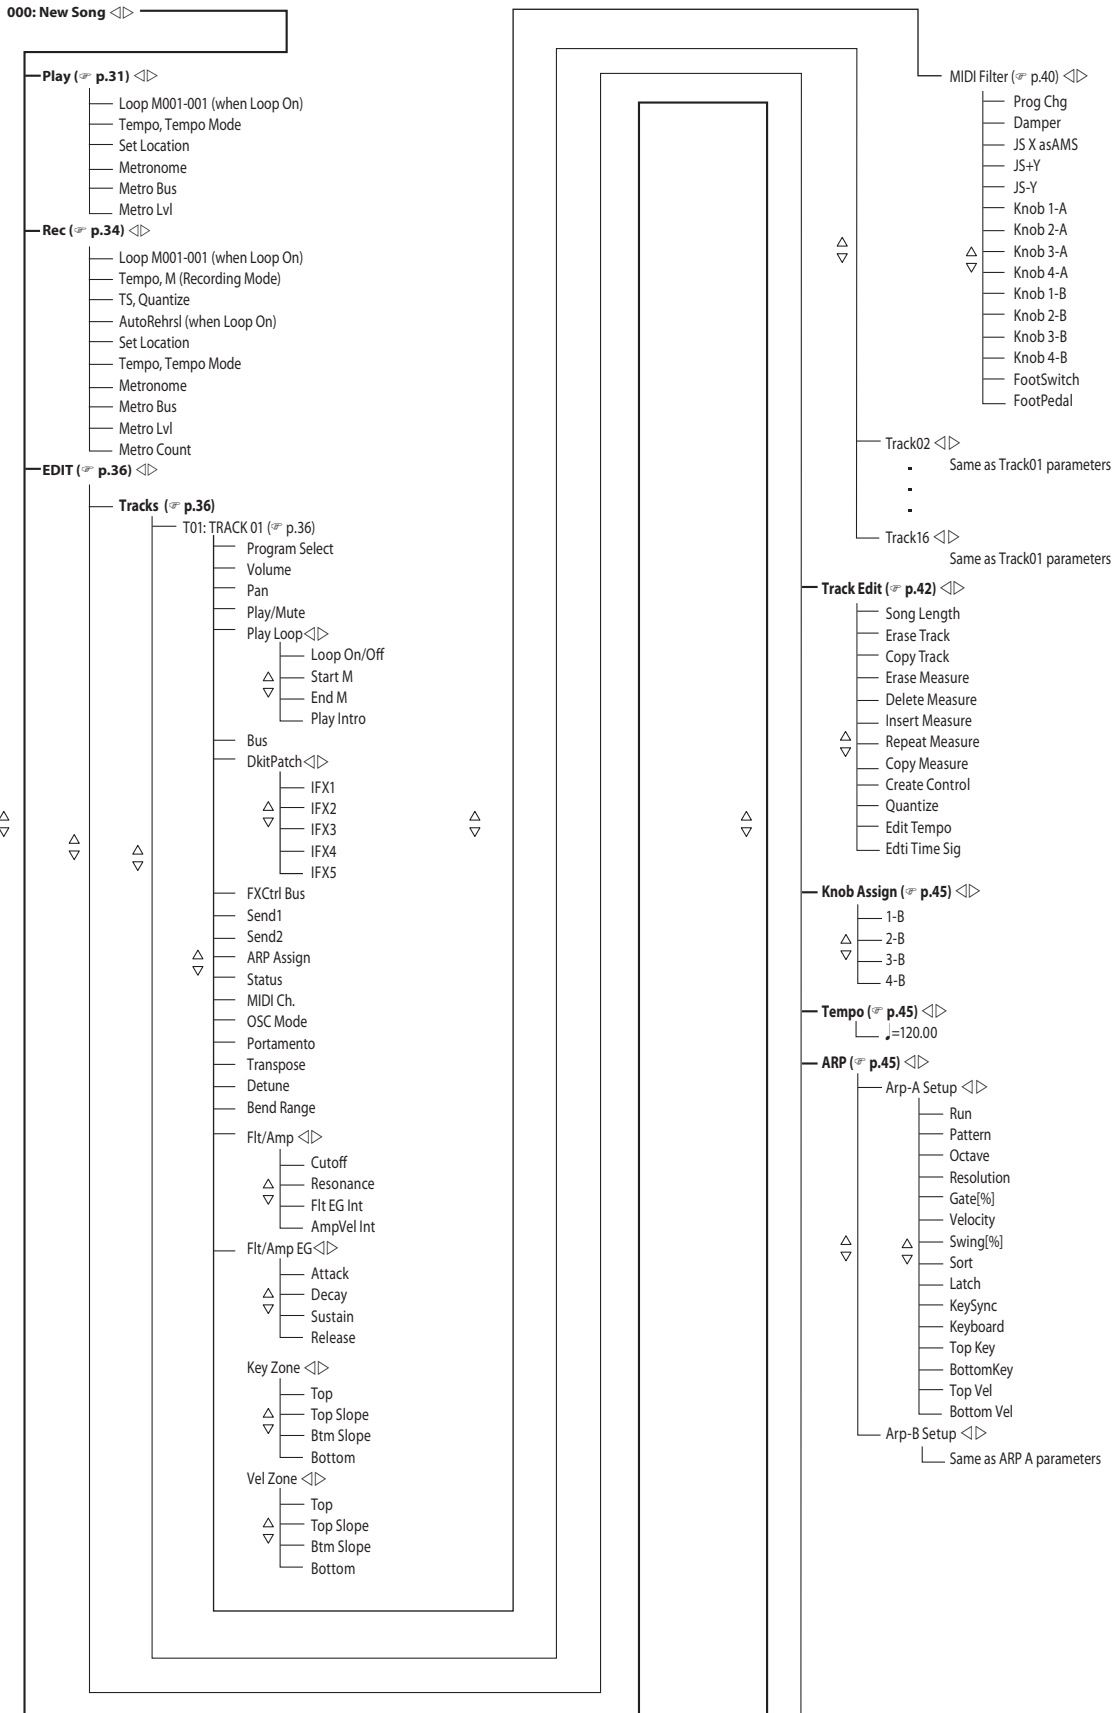 000: New Song ◁▷
Play (☞ p.31) ◁▷
Loop M001-001 (when Loop On)
Tempo, Tempo Mode
Set Location
Metronome
Metro Bus
Metro Lvl
Rec (☞ p.34) ◁▷
Loop M001-001 (when Loop On)
Tempo, M (Recording Mode)
TS, Quantize
AutoRehrsl (when Loop On)
Set Location
Tempo, Tempo Mode
Metronome
Metro Bus
Metro Lvl
Metro Count
EDIT (☞ p.36) ◁▷
Tracks (☞ p.36)
T01: TRACK 01 (☞ p.36)
Program Select
Volume
Pan
Play/Mute
Play Loop◁▷
Loop On/Off
Start M
End M
Play Intro
Bus
DkitPatch◁▷
IFX1
IFX2
IFX3
IFX4
IFX5
FXCtrl Bus
Send1
Send2
ARP Assign
Status
MIDI Ch.
OSC Mode
Portamento
Transpose
Detune
Bend Range
Flt/Amp ◁▷
Cutoff
Resonance
Flt EG Int
AmpVel Int
Flt/Amp EG◁▷
Attack
Decay
Sustain
Release
Key Zone ◁▷
Top
Top Slope
Btm Slope
Bottom
Vel Zone ◁▷
Top
Top Slope
Btm Slope
Bottom
MIDI Filter (☞ p.40) ◁▷
Prog Chg
Damper
JS X asAMS
JS+Y
JS-Y
Knob 1-A
Knob 2-A
Knob 3-A
Knob 4-A
Knob 1-B
Knob 2-B
Knob 3-B
Knob 4-B
FootSwitch
FootPedal
Track02 ◁▷
Same as Track01 parameters
Track16 ◁▷
Same as Track01 parameters
Track Edit (☞ p.42) ◁▷
Song Length
Erase Track
Copy Track
Erase Measure
Delete Measure
Insert Measure
Repeat Measure
Copy Measure
Create Control
Quantize
Edit Tempo
Edti Time Sig
Knob Assign (☞ p.45) ◁▷
1-B
2-B
3-B
4-B
Tempo (☞ p.45) ◁▷
♩=120.00
ARP (☞ p.45) ◁▷
Arp-A Setup ◁▷
Run
Pattern
Octave
Resolution
Gate[%]
Velocity
Swing[%]
Sort
Latch
KeySync
Keyboard
Top Key
BottomKey
Top Vel
Bottom Vel
Arp-B Setup ◁▷
Same as ARP A parameters